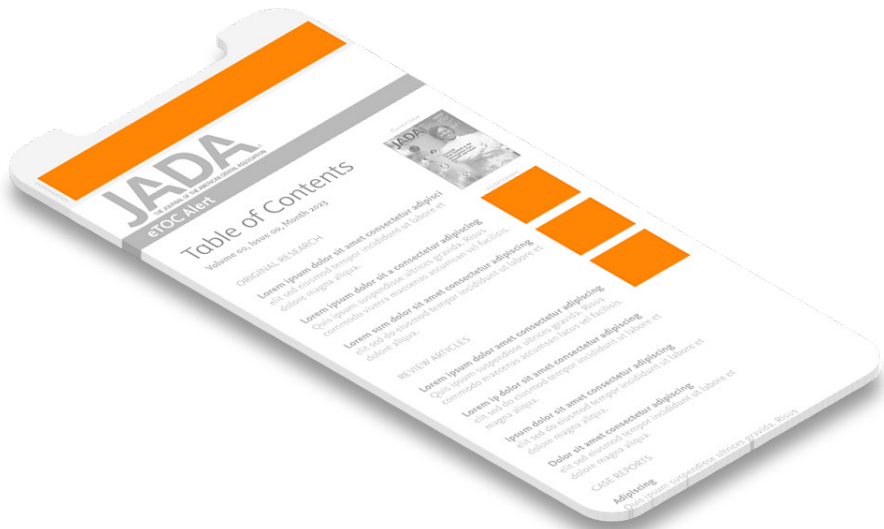 JADA
THE JOURNAL OF THE AMERICAN DENTAL ASSOCIATION
eTOC Alert
JADA
Table of Contents
Volume 00, Issue 00, Month 2023
ORIGINAL RESEARCH
Lorem ipsum dolor sit amet consectetur adipisci
elit sed eiusmod tempor incididunt ut labore et
dolore magna aliqua.
Lorem ipsum dolor sit a consectetur adipiscing
Quis ipsum suspendisse ultrices gravida. Risus
commodo viverra maecenas accumsan vel facilisis.
Lorem sum dolor sit amet consectetur adipiscing
elit sed do eiusmod tempor incididunt ut labore et
dolore aliqua.
REVIEW ARTICLES
Lorem ipsum dolor amet consectetur adipiscing
Quis ipsum suspendisse ultrices gravida. Risus
commodo maecenas accumsan lacus vel facilisis.
Lorem ip dolor sit amet consectetur adipiscing
elit sed do eiusmod tempor incididunt ut labore et
magna aliqua.
Ipsum dolor sit amet consectetur adipiscing
elit sed do eiusmod tempor incididunt ut labore et
dolore magna aliqua.
Dolor sit amet consectetur adipiscing
elit sed eiusmod tempor incididunt ut labore et
dolore magna aliqua.
CASE REPORTS
Adipiscing
Quis ipsum suspendisse ultrices gravida. Risus